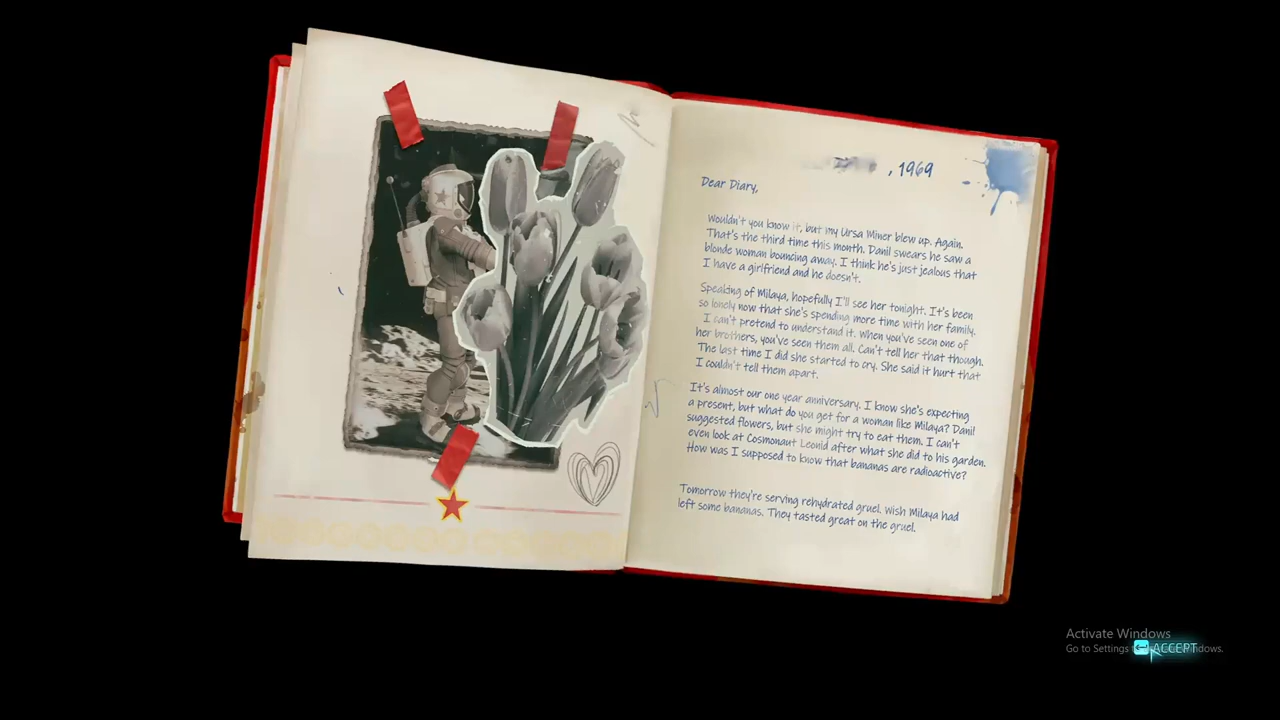 , 1969
Dear Diary,
Wouldn't you know it, but my Ursa Miner blew up. Again.
That's the third time this month. Danil swears he saw a
blonde woman bouncing away. I think he's just jealous that
I have a girlfriend and he doesn't.
Speaking of Milaya, hopefully I'll see her tonight. It's been
so lonely now that she's spending more time with her family.
I can't pretend to understand it. When you've seen one of
her brothers, you've seen them all. Can't tell her that though.
The last time I did she started to cry. She said it hurt that
I couldn't tell them apart.
It's almost our one year anniversary. I know she's expecting
a present, but what do you get for a woman like Milaya? Danil
suggested flowers, but she might try to eat them. I can't
even look at Cosmonaut Leonid after what she did to his garden.
How was I supposed to know that bananas are radioactive?
Tomorrow they're serving rehydrated gruel. Wish Milaya had
left some bananas. They tasted great on the gruel.
Activate Windows
Go to Settings to activate Windows.
ACCEPT